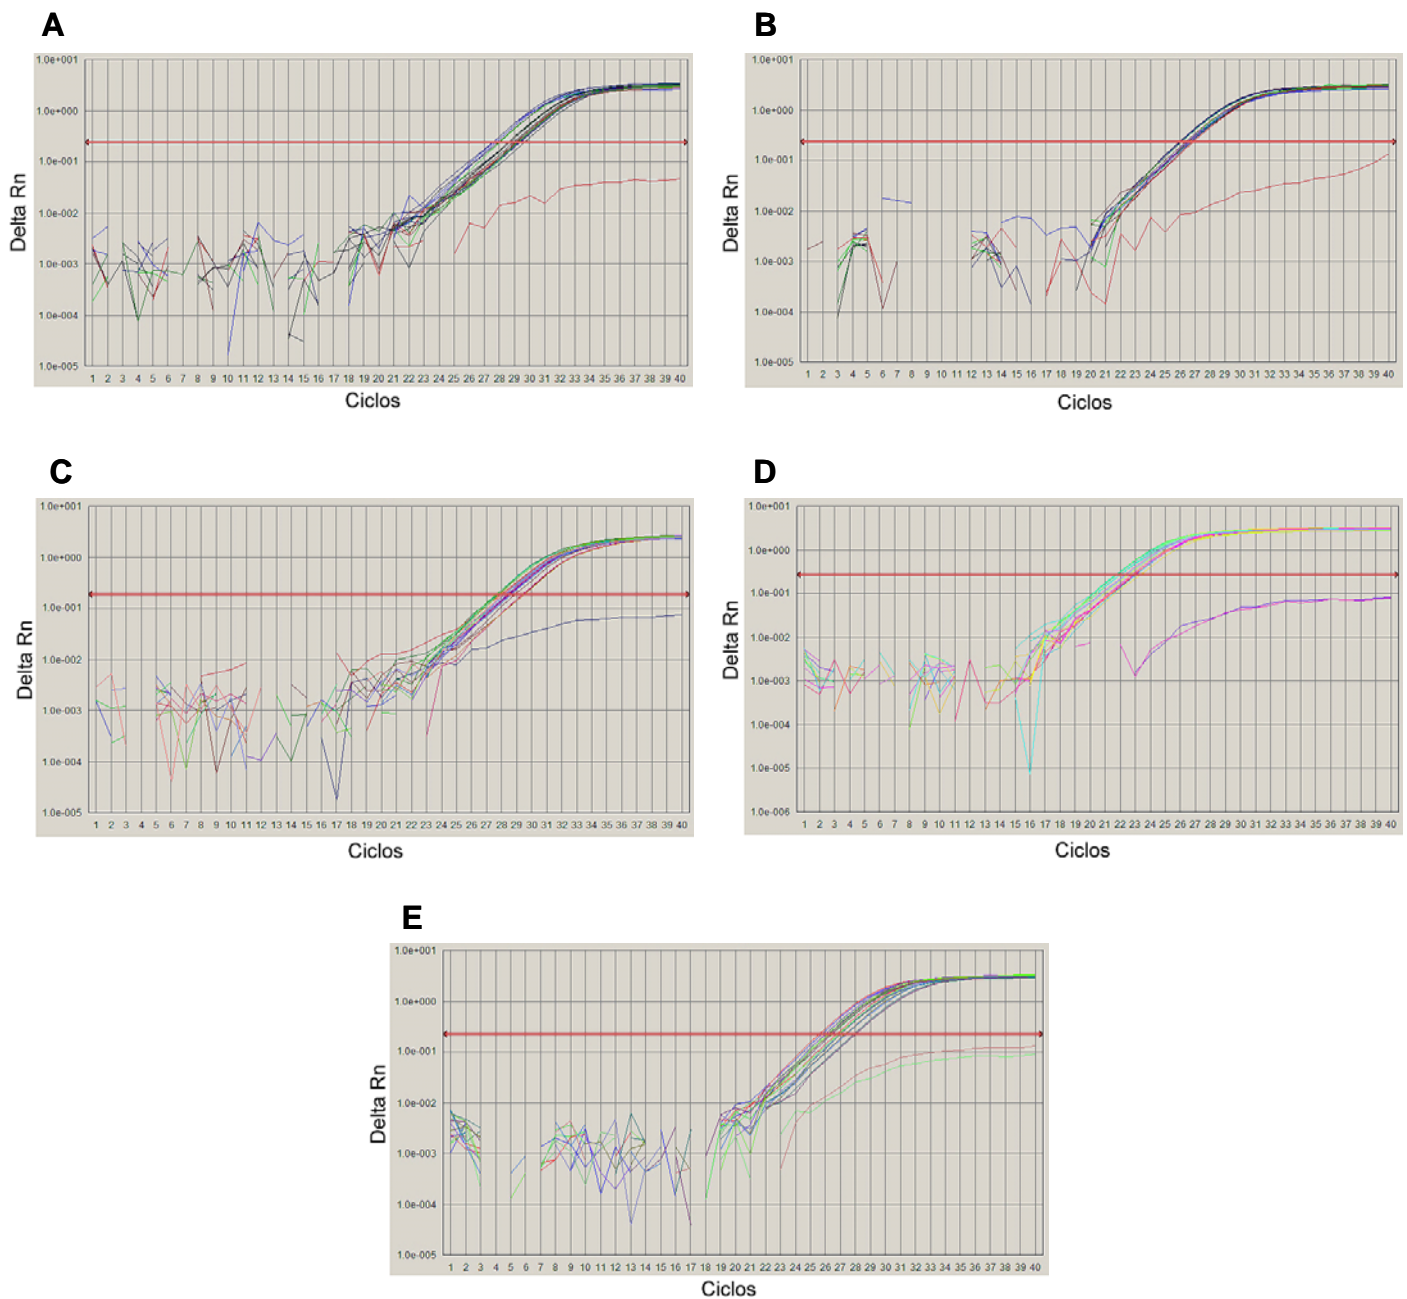 A
B
1.0e+001
1.0e+000
1.0e-001
1.0e-002
1.0e-003
1.0e-004
1.0e-005
Delta Rn
1 2 3 4 5 6 7 8 9 10 11 12 13 14 15 16 17 18 19 20 21 22 23 24 25 26 27 28 29 30 31 32 33 34 35 36 37 38 39 40
Ciclos
1.0e+001
1.0e+000
1.0e-001
1.0e-002
1.0e-003
1.0e-004
1.0e-005
Delta Rn
1 2 3 4 5 6 7 8 9 10 11 12 13 14 15 16 17 18 19 20 21 22 23 24 25 26 27 28 29 30 31 32 33 34 35 36 37 38 39 40
Ciclos
C
D
1.0e+001
1.0e+000
1.0e-001
1.0e-002
1.0e-003
1.0e-004
1.0e-005
Delta Rn
1 2 3 4 5 6 7 8 9 10 11 12 13 14 15 16 17 18 19 20 21 22 23 24 25 26 27 28 29 30 31 32 33 34 35 36 37 38 39 40
Ciclos
1.0e+001
1.0e+000
1.0e-001
1.0e-002
1.0e-003
1.0e-004
1.0e-005
1.0e-006
Delta Rn
1 2 3 4 5 6 7 8 9 10 11 12 13 14 15 16 17 18 19 20 21 22 23 24 25 26 27 28 29 30 31 32 33 34 35 36 37 38 39 40
Ciclos
E
1.0e+001
1.0e+000
1.0e-001
1.0e-002
1.0e-003
1.0e-004
1.0e-005
Delta Rn
1 2 3 4 5 6 7 8 9 10 11 12 13 14 15 16 17 18 19 20 21 22 23 24 25 26 27 28 29 30 31 32 33 34 35 36 37 38 39 40
Ciclos